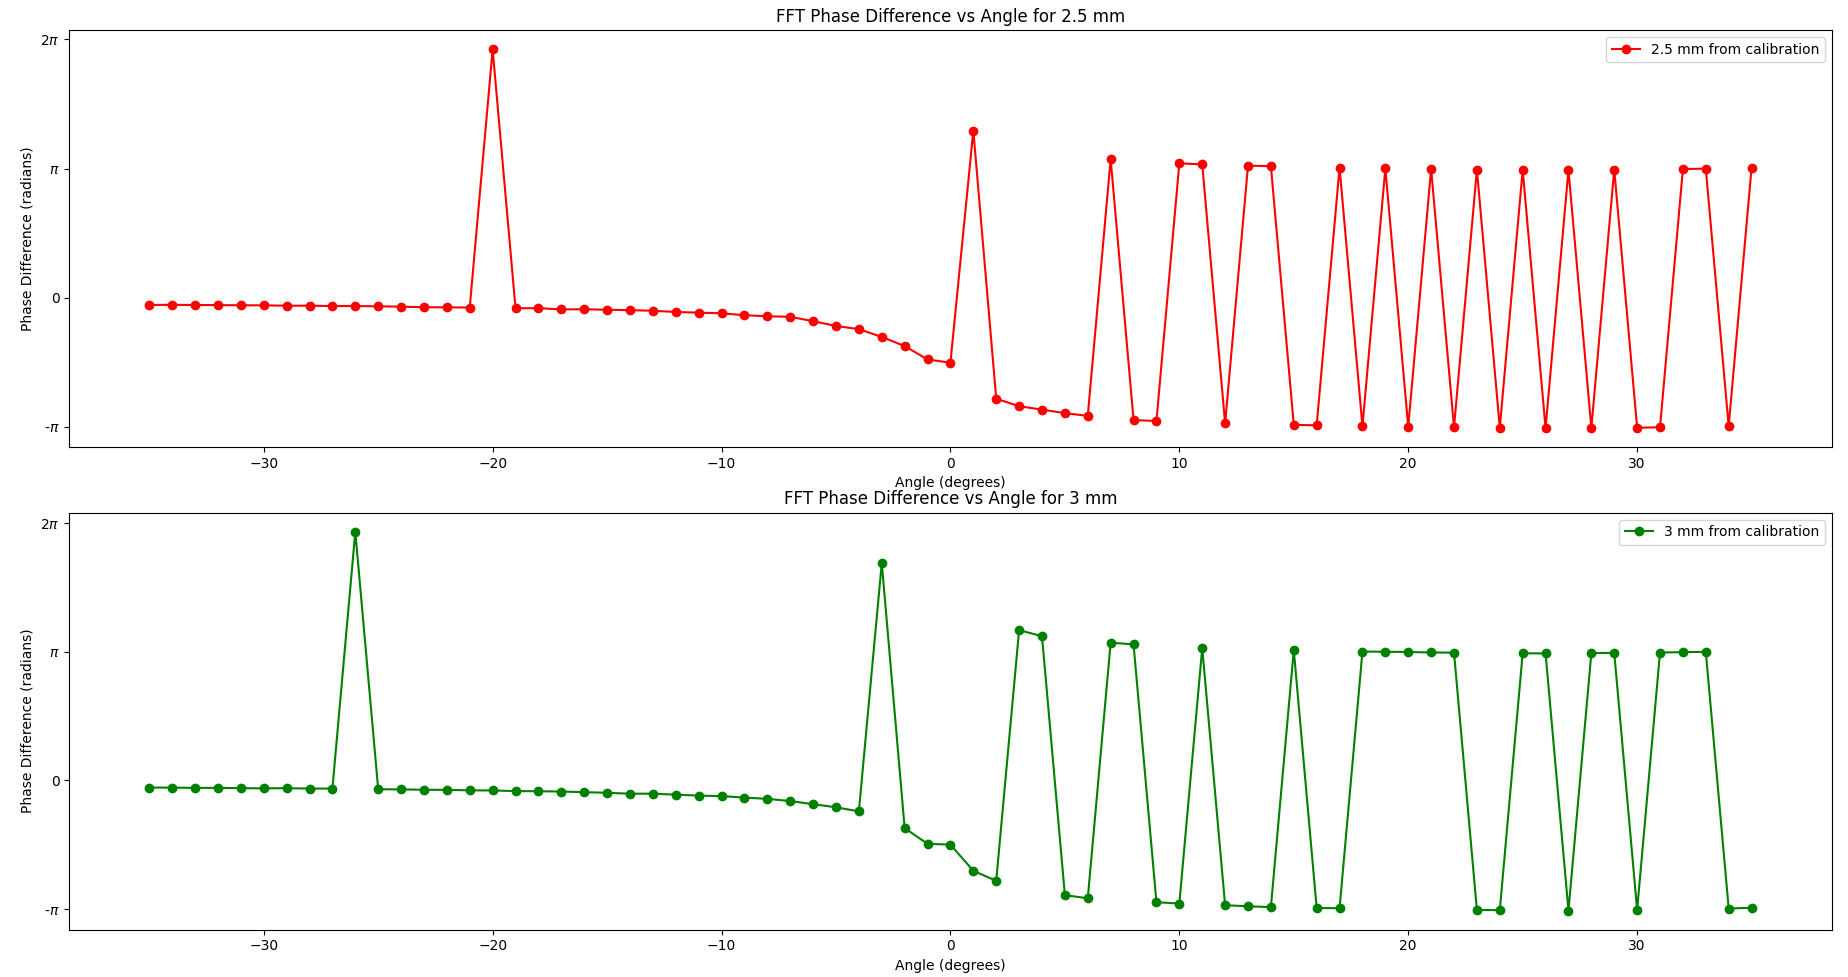 FFT Phase Difference vs Angle for 2.5 mm
2.5 mm from calibration
Phase Difference (radians)
2π
π
0
-π
−30 −20 −10 0 10 20 30
Angle (degrees)
FFT Phase Difference vs Angle for 3 mm
3 mm from calibration
Phase Difference (radians)
2π
π
0
-π
−30 −20 −10 0 10 20 30
Angle (degrees)